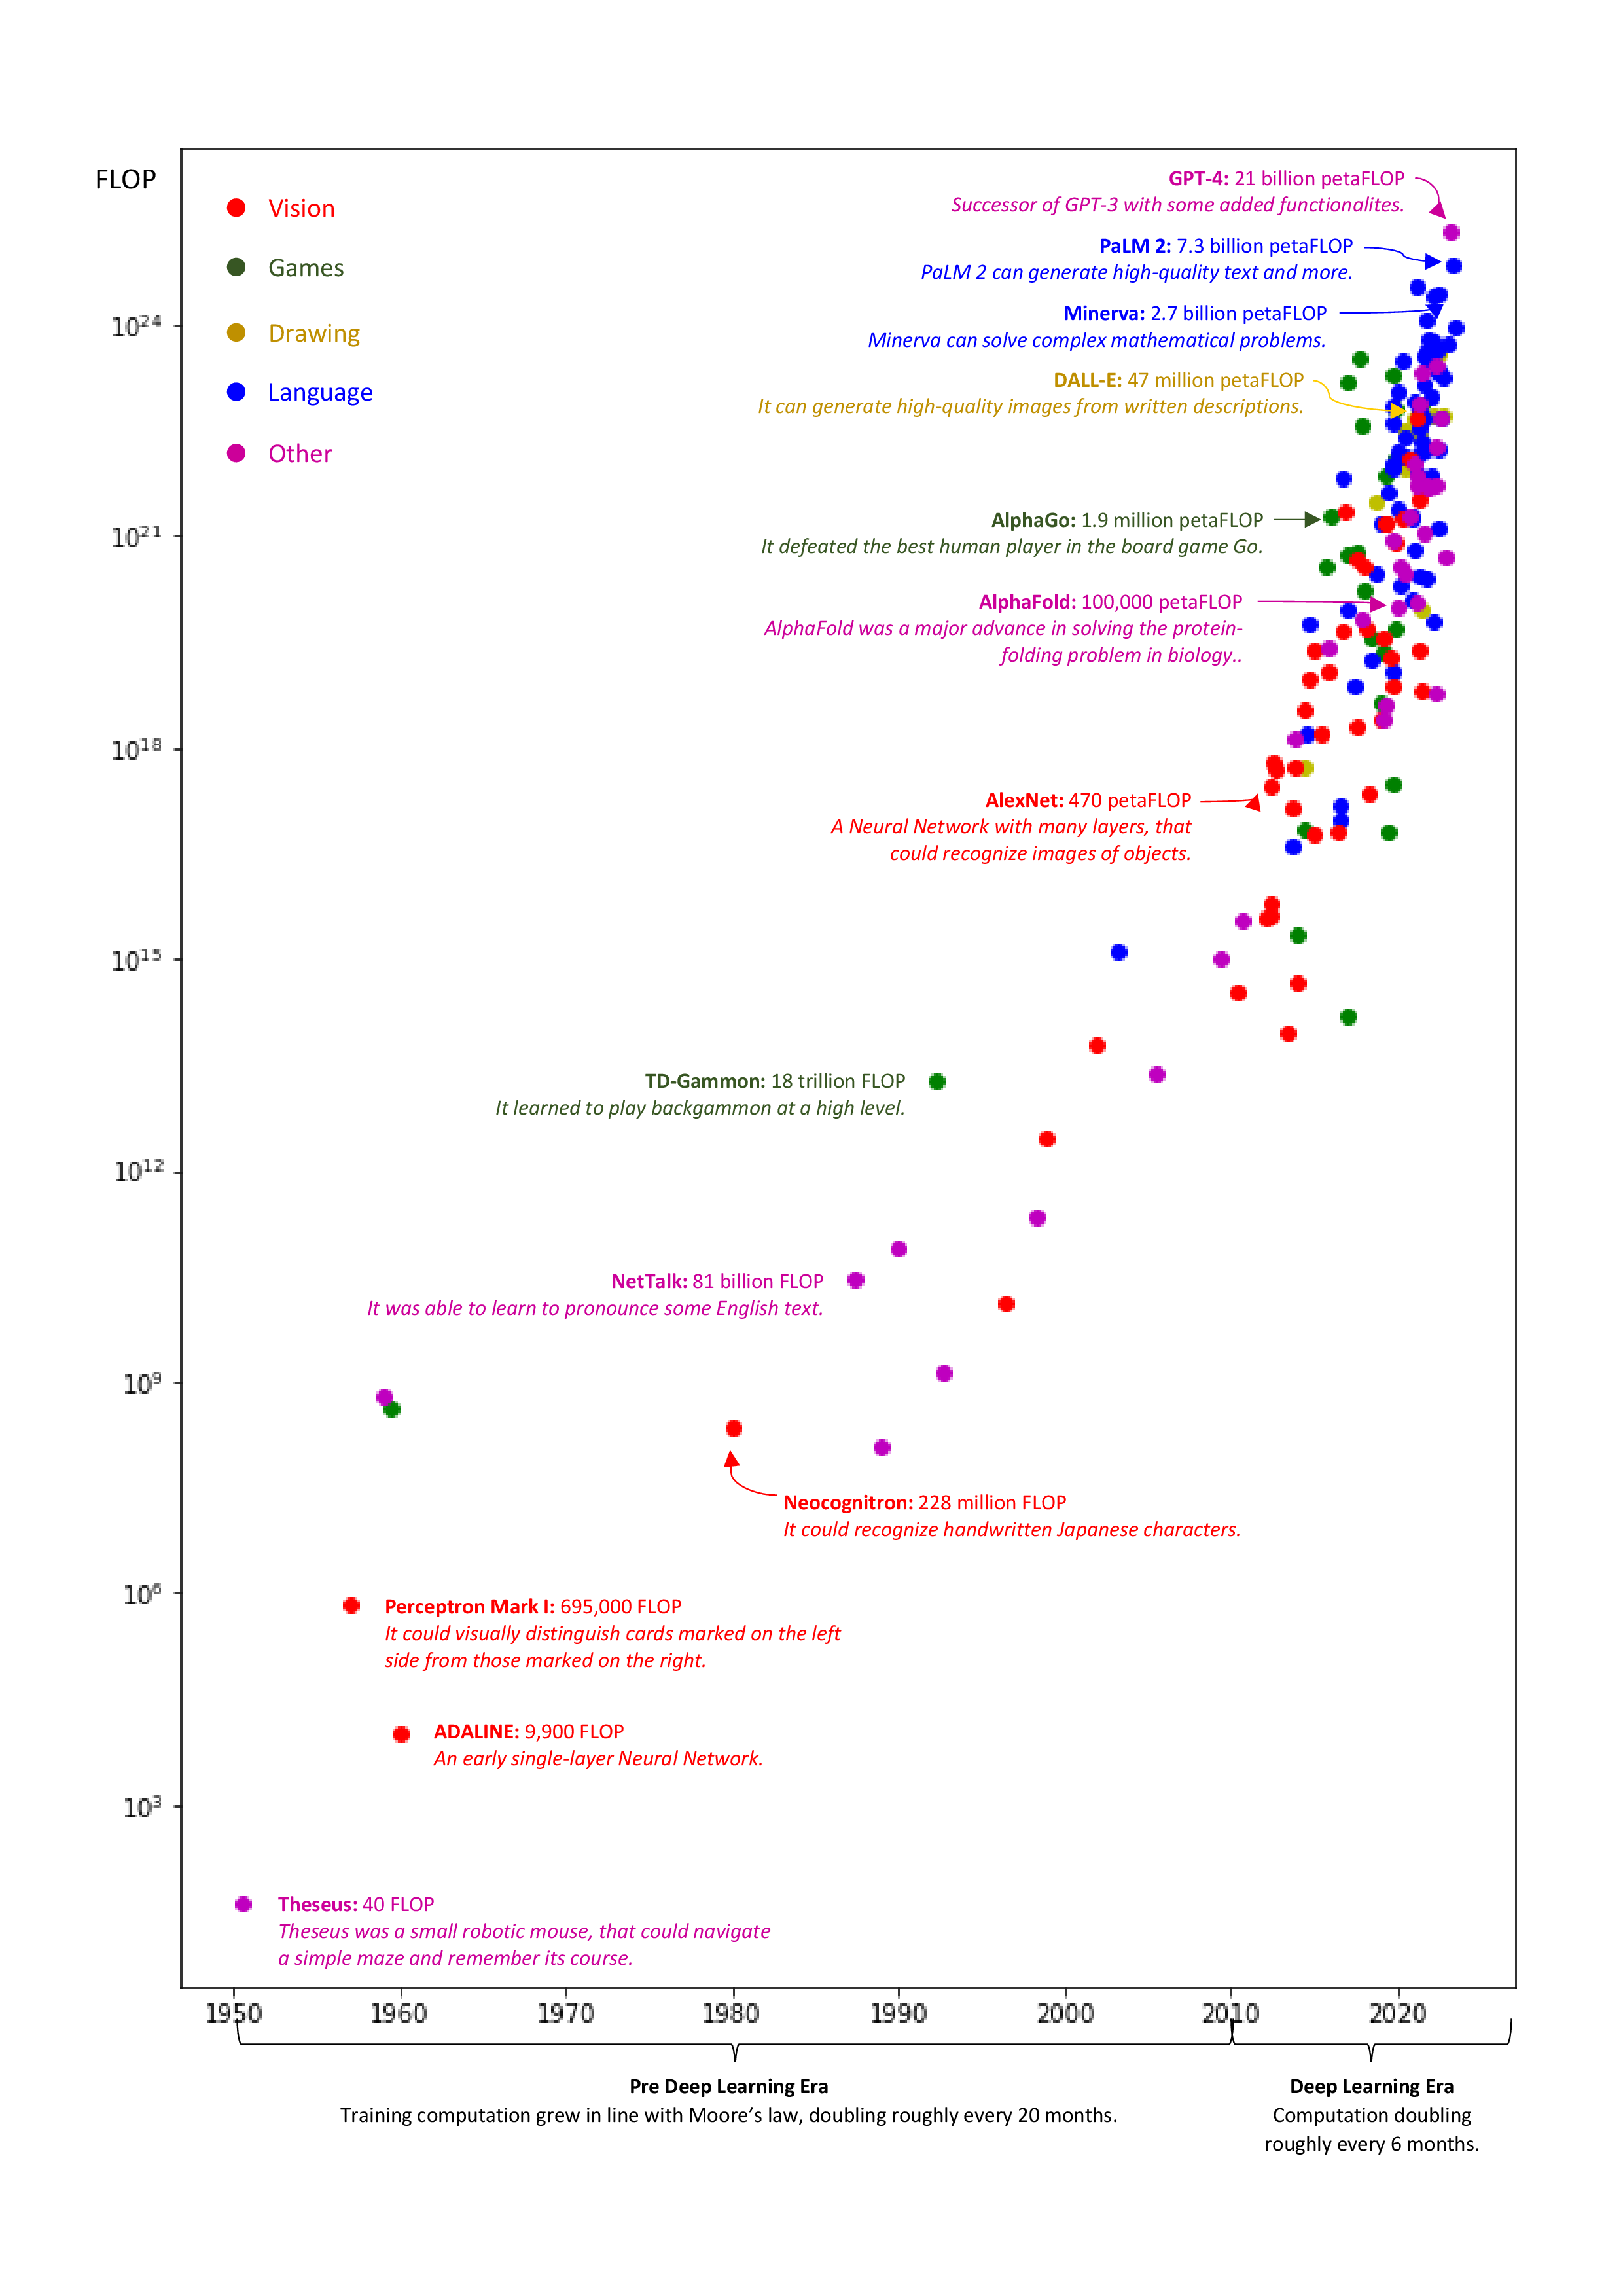 FLOP
Vision
Games
Drawing
Language
Other
GPT-4: 21 billion petaFLOP
Successor of GPT-3 with some added functionalites.
PaLM 2: 7.3 billion petaFLOP
PaLM 2 can generate high-quality text and more.
Minerva: 2.7 billion petaFLOP
Minerva can solve complex mathematical problems.
DALL-E: 47 million petaFLOP
It can generate high-quality images from written descriptions.
AlphaGo: 1.9 million petaFLOP
It defeated the best human player in the board game Go.
AlphaFold: 100,000 petaFLOP
AlphaFold was a major advance in solving the protein-
folding problem in biology..
AlexNet: 470 petaFLOP
A Neural Network with many layers, that
could recognize images of objects.
TD-Gammon: 18 trillion FLOP
It learned to play backgammon at a high level.
NetTalk: 81 billion FLOP
It was able to learn to pronounce some English text.
Neocognitron: 228 million FLOP
It could recognize handwritten Japanese characters.
Perceptron Mark I: 695,000 FLOP
It could visually distinguish cards marked on the left
side from those marked on the right.
ADALINE: 9,900 FLOP
An early single-layer Neural Network.
Theseus: 40 FLOP
Theseus was a small robotic mouse, that could navigate
a simple maze and remember its course.
10²⁴
10²¹
10¹⁸
10¹⁵
10¹²
10⁹
10⁶
10³
1950 1960 1970 1980 1990 2000 2010 2020
Pre Deep Learning Era
Training computation grew in line with Moore’s law, doubling roughly every 20 months.
Deep Learning Era
Computation doubling
roughly every 6 months.